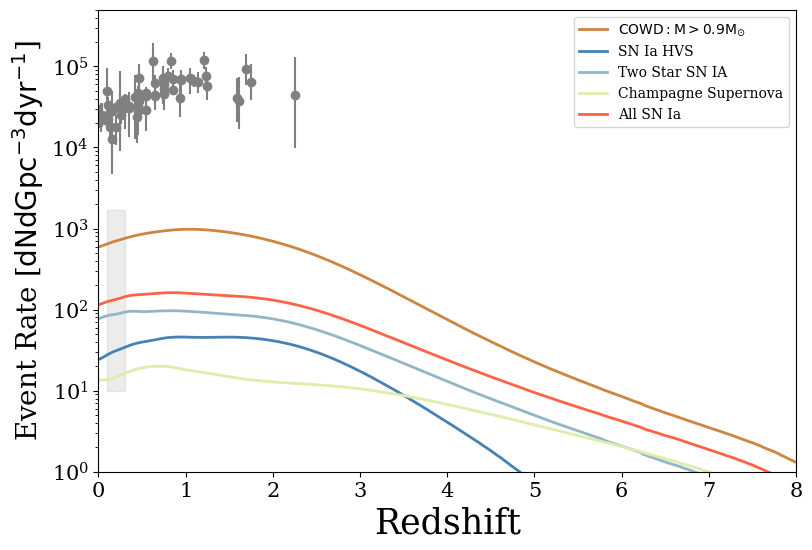 COWD : M > 0.9M☉
SN Ia HVS
Two Star SN IA
Champagne Supernova
All SN Ia
Event Rate [dNdGpc⁻³dyr⁻¹]
10⁵
10⁴
10³
10²
10¹
10⁰
0 1 2 3 4 5 6 7 8
Redshift